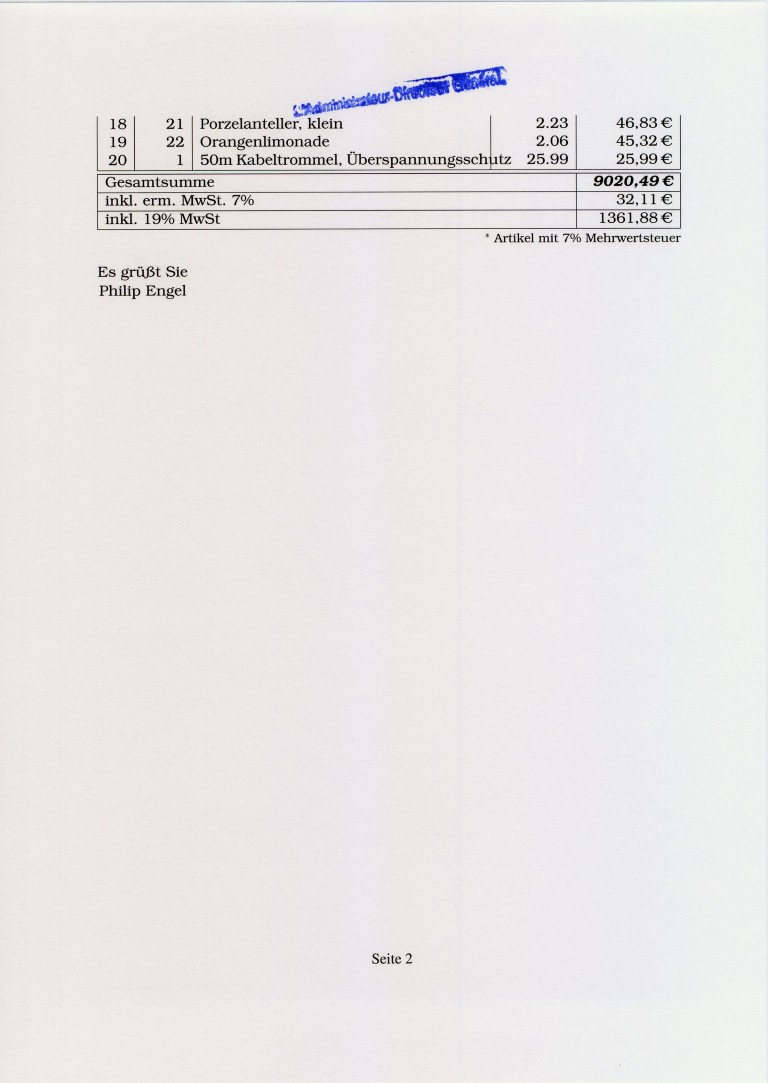 L'Administrateur-Directeur Général
18 21 Porzelanteller, klein 2.23 46,83 €
19 22 Orangenlimonade 2.06 45,32 €
20 1 50m Kabeltrommel, Überspannungsschutz 25.99 25,99 €
Gesamtsumme 9020,49 €
inkl. erm. MwSt. 7% 32,11 €
inkl. 19% MwSt 1361,88 €
* Artikel mit 7% Mehrwertsteuer
Es grüßt Sie
Philip Engel
Seite 2